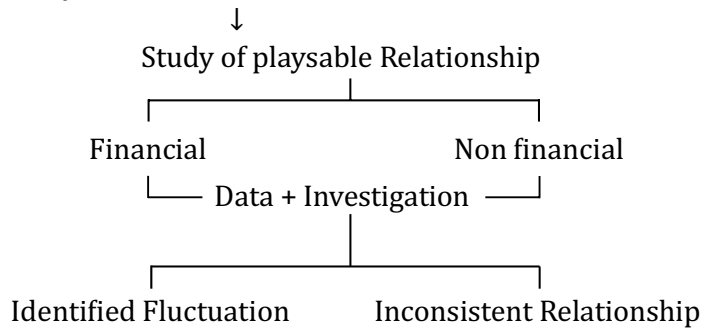 Study of playsable Relationship
Financial Non financial
Data + Investigation
Identified Fluctuation Inconsistent Relationship